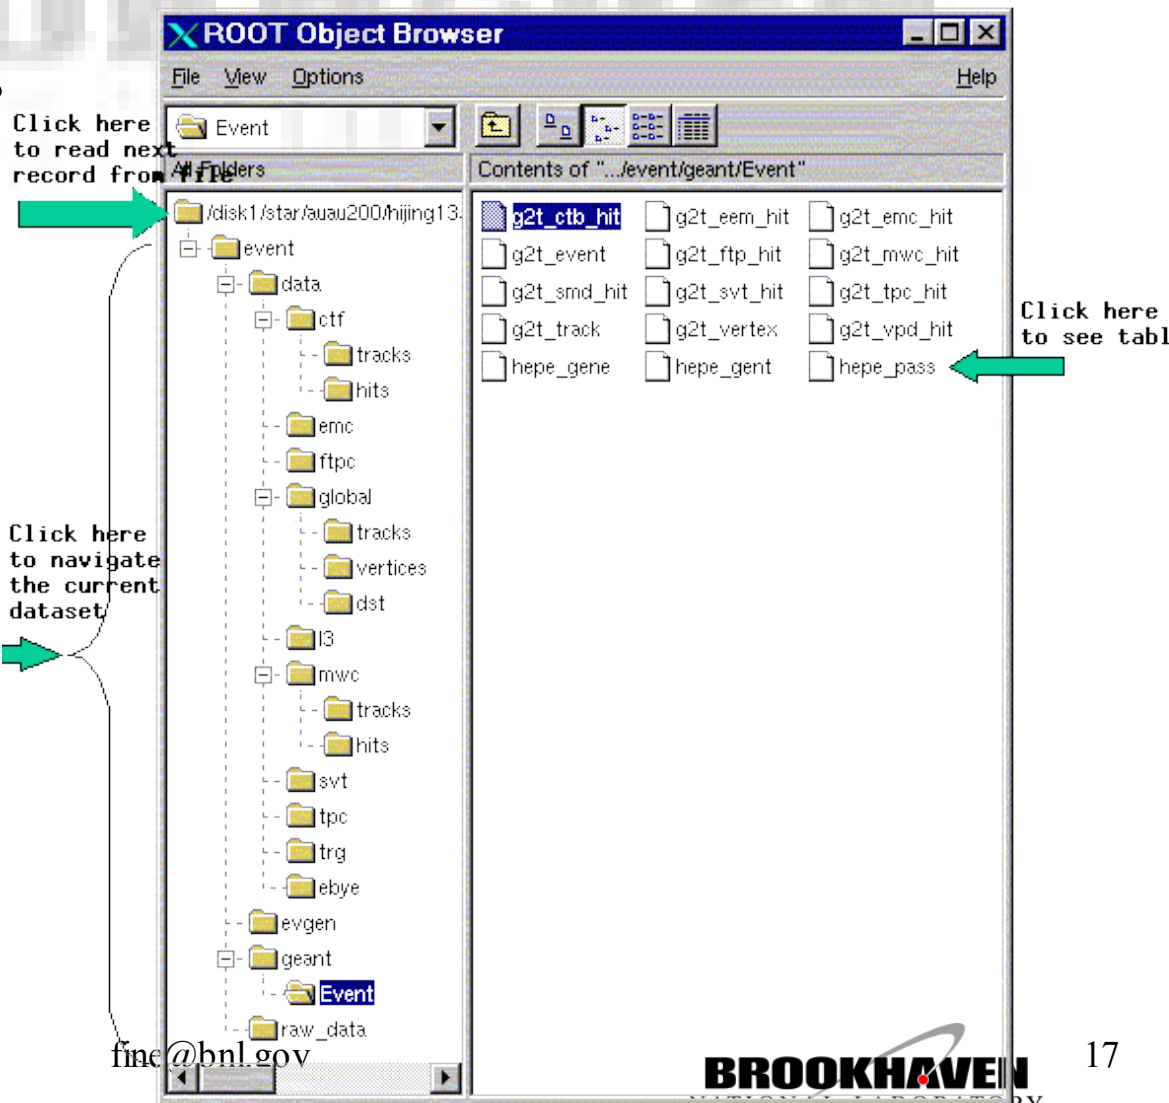 ROOT Object Browser
File View Options Help
Click here
to read next
record from file
Event
All Folders
Contents of ".../event/geant/Event"
/disk1/star/auau200/hijing13.
event
data
ctf
tracks
hits
emc
ftpc
global
tracks
vertices
dst
l3
mwc
tracks
hits
svt
tpc
trg
ebye
evgen
geant
Event
raw_data
g2t_ctb_hit g2t_eem_hit g2t_emc_hit
g2t_event g2t_ftp_hit g2t_mwc_hit
g2t_smd_hit g2t_svt_hit g2t_tpc_hit
g2t_track g2t_vertex g2t_vpd_hit
hepe_gene hepe_gent hepe_pass
Click here
to see tabl
Click here
to navigate
the current
dataset
fine@bnl.gov
BROOKHAVEN
NATIONAL LABORATORY
17